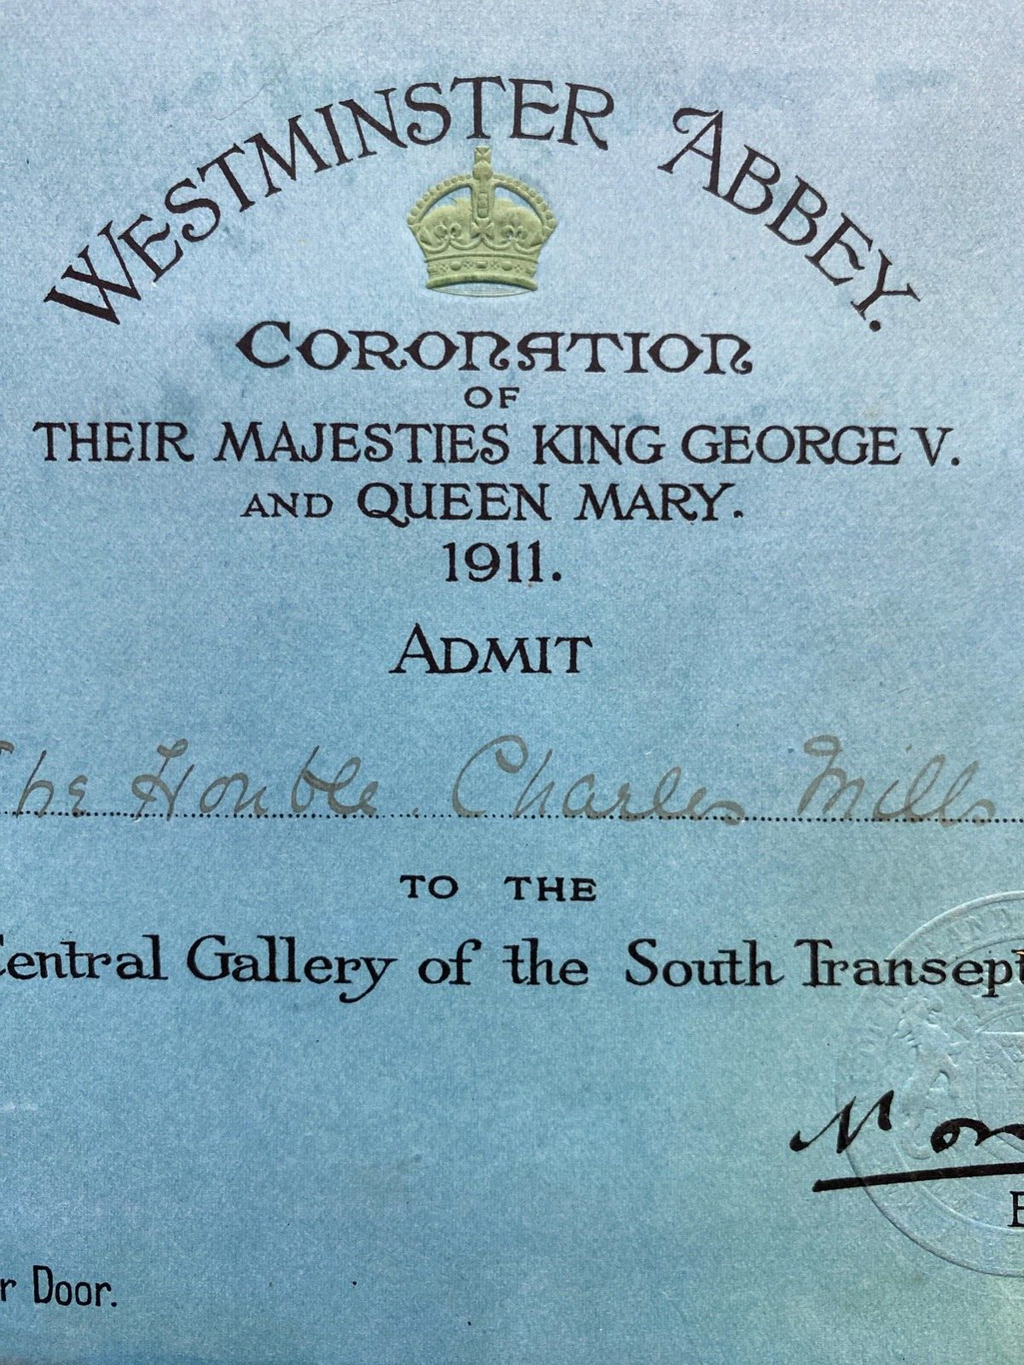 WESTMINSTER ABBEY.
CORONATION
OF
THEIR MAJESTIES KING GEORGE V.
AND QUEEN MARY.
1911.
ADMIT
The Honble. Charles Mills
TO THE
Central Gallery of the South Transept
r Door.